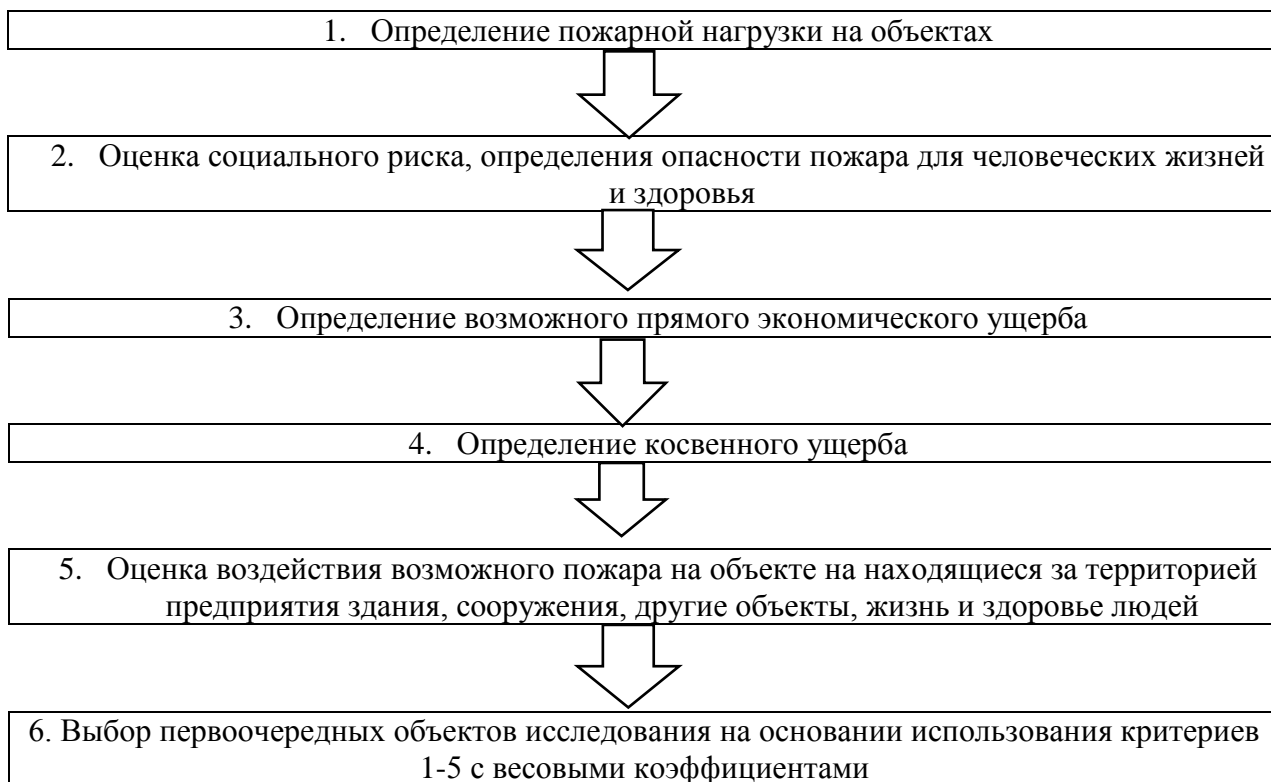 1. Определение пожарной нагрузки на объектах
2. Оценка социального риска, определения опасности пожара для человеческих жизней
и здоровья
3. Определение возможного прямого экономического ущерба
4. Определение косвенного ущерба
5. Оценка воздействия возможного пожара на объекте на находящиеся за территорией
предприятия здания, сооружения, другие объекты, жизнь и здоровье людей
6. Выбор первоочередных объектов исследования на основании использования критериев
1-5 с весовыми коэффициентами